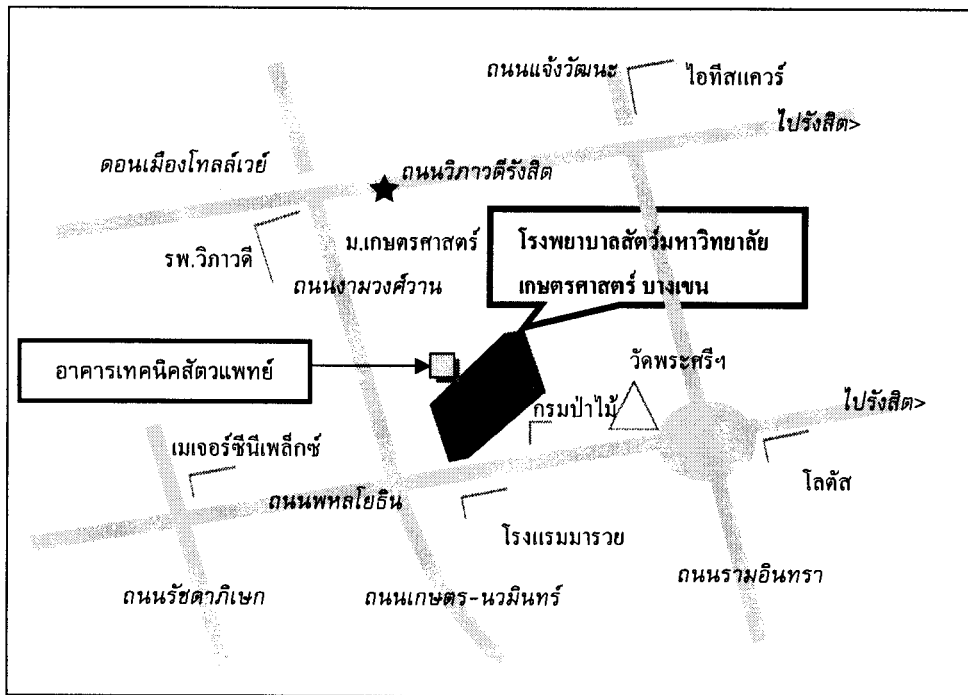 ถนนแจ้งวัฒนะ
ไอทีสแควร์
ไปรังสิต>
ดอนเมืองโทลล์เวย์
ถนนวิภาวดีรังสิต
รพ.วิภาวดี
ม.เกษตรศาสตร์
ถนนงามวงศ์วาน
โรงพยาบาลสัตว์มหาวิทยาลัย
เกษตรศาสตร์ บางเขน
อาคารเทคนิคสัตวแพทย์
วัดพระศรีฯ
กรมป่าไม้
ไปรังสิต>
เมเจอร์ซีนีเพล็กซ์
ถนนพหลโยธิน
โลตัส
โรงแรมมารวย
ถนนรัชดาภิเษก
ถนนเกษตร-นวมินทร์
ถนนรามอินทรา